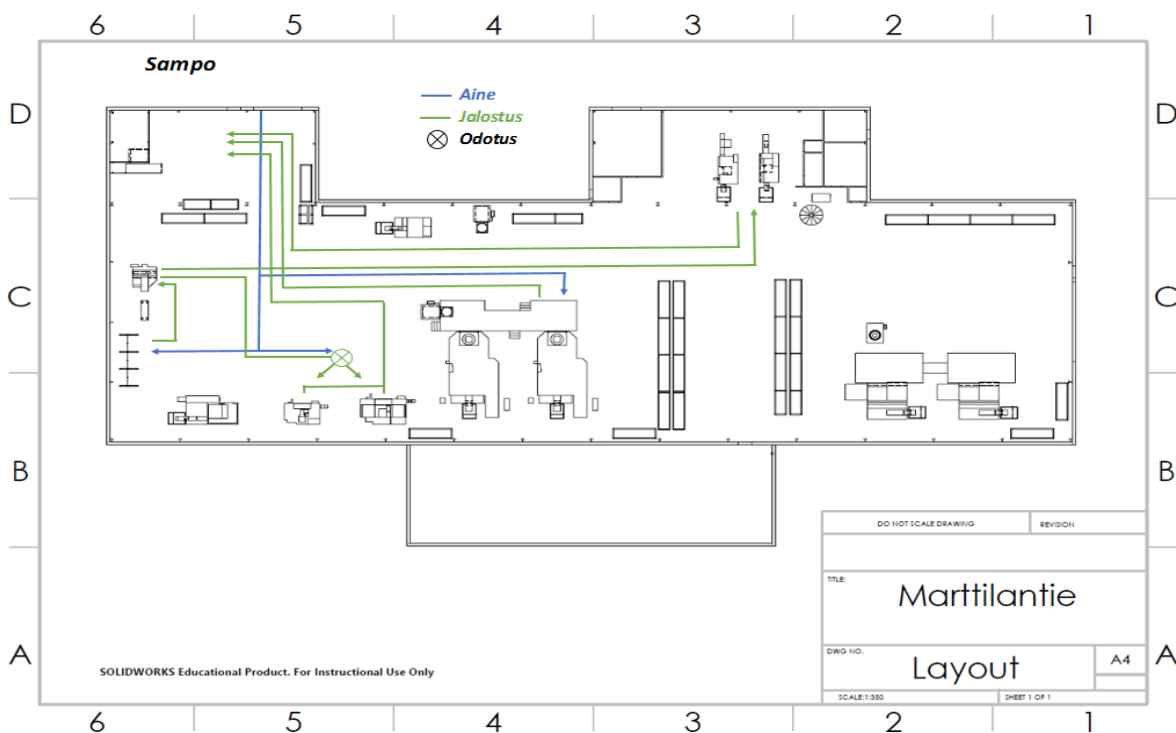 6 5 4 3 2 1
Sampo
Aine
Jalostus
Odotus
D D
C C
B B
DO NOT SCALE DRAWING REVISION
TITLE:
Marttilantie
A A
DWG NO.
Layout A4
SOLIDWORKS Educational Product. For Instructional Use Only
SCALE:1:350 SHEET 1 OF 1
6 5 4 3 2 1